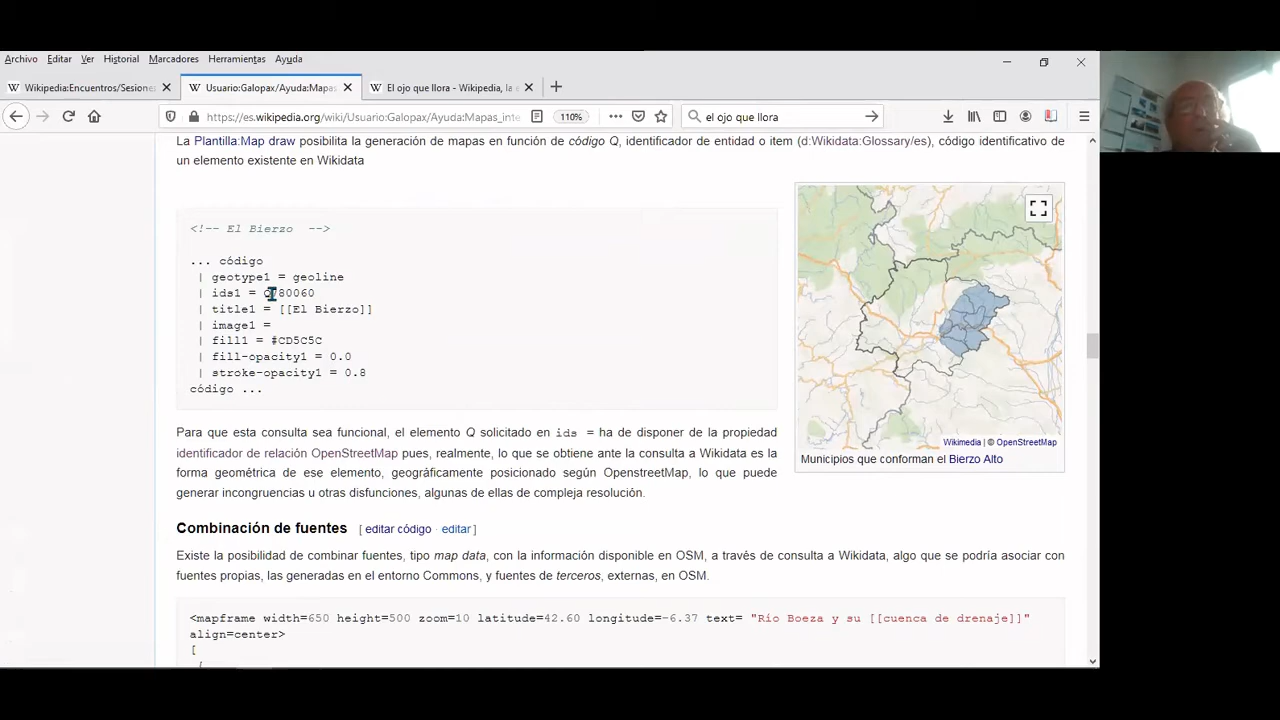 Archivo Editar Ver Historial Marcadores Herramientas Ayuda
Wikipedia:Encuentros/Sesione
Usuario:Galopax/Ayuda:Mapas
El ojo que llora - Wikipedia, la e
https://es.wikipedia.org/wiki/Usuario:Galopax/Ayuda:Mapas_inte
110%
el ojo que llora
La Plantilla:Map draw posibilita la generación de mapas en función de código Q, identificador de entidad o item (d:Wikidata:Glossary/es), código identificativo
de un elemento existente en Wikidata
<!-- El Bierzo -->
... código
| geotype1 = geoline
| ids1 = Q780060
| title1 = [[El Bierzo]]
| image1 =
| fill1 = #CD5C5C
| fill-opacity1 = 0.0
| stroke-opacity1 = 0.8
código ...
Wikimedia | © OpenStreetMap
Municipios que conforman el Bierzo Alto
Para que esta consulta sea funcional, el elemento Q solicitado en ids = ha de disponer de la propiedad
identificador de relación OpenStreetMap pues, realmente, lo que se obtiene ante la consulta a Wikidata es la
forma geométrica de ese elemento, geográficamente posicionado según OpenstreetMap, lo que puede
generar incongruencias u otras disfunciones, algunas de ellas de compleja resolución.
Combinación de fuentes [ editar código · editar ]
Existe la posibilidad de combinar fuentes, tipo map data, con la información disponible en OSM, a través de consulta a Wikidata, algo que se podría asociar con
fuentes propias, las generadas en el entorno Commons, y fuentes de terceros, externas, en OSM.
<mapframe width=650 height=500 zoom=10 latitude=42.60 longitude=-6.37 text= "Río Boeza y su [[cuenca de drenaje]]"
align=center>
[